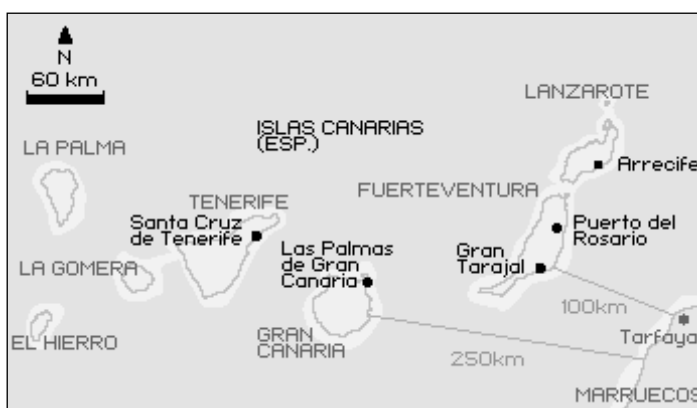 N
60 km
LANZAROTE
ISLAS CANARIAS
(ESP.)
LA PALMA
Arrecife
FUERTEVENTURA
TENERIFE
Santa Cruz
de Tenerife
Puerto del
Rosario
Las Palmas
de Gran
Canaria
Gran
Tarajal
LA GOMERA
100km
EL HIERRO
GRAN
CANARIA
Tarfaya
250km
MARRUECOS